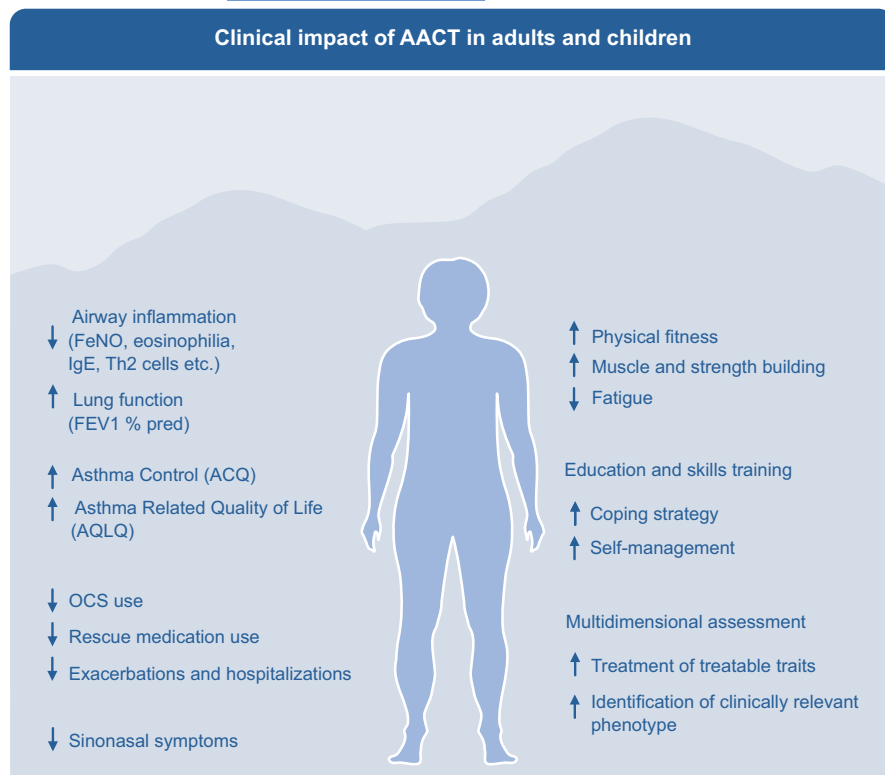 Clinical impact of AACT in adults and children
↓ Airway inflammation
(FeNO, eosinophilia,
IgE, Th2 cells etc.)
↑ Lung function
(FEV1 % pred)
↑ Asthma Control (ACQ)
↑ Asthma Related Quality of Life
(AQLQ)
↓ OCS use
↓ Rescue medication use
↓ Exacerbations and hospitalizations
↓ Sinonasal symptoms
↑ Physical fitness
↑ Muscle and strength building
↓ Fatigue
Education and skills training
↑ Coping strategy
↑ Self-management
Multidimensional assessment
↑ Treatment of treatable traits
↑ Identification of clinically relevant
phenotype